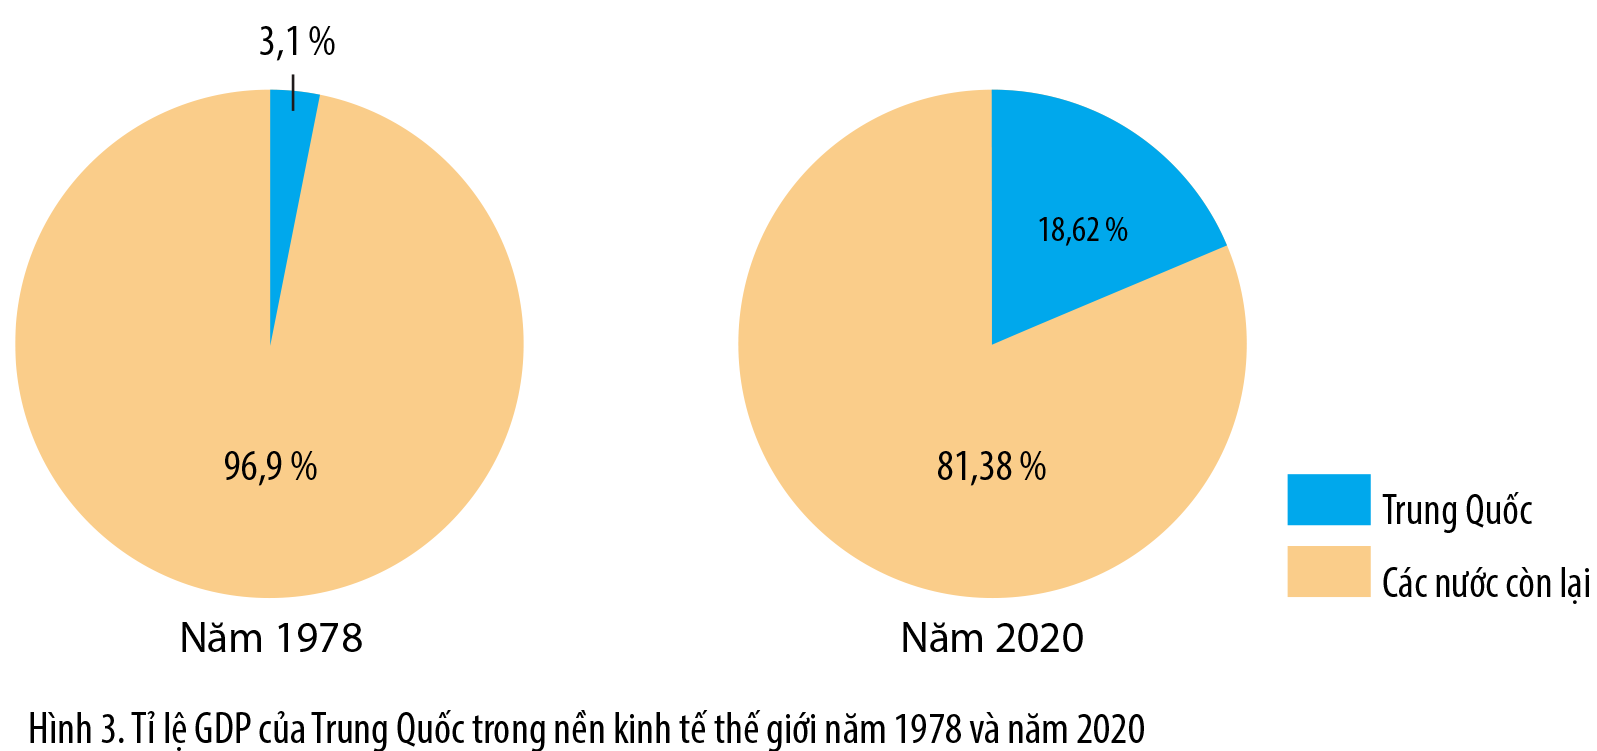 3,1 %
96,9 %
Năm 1978
18,62 %
81,38 %
Năm 2020
Trung Quốc
Các nước còn lại
Hình 3. Tỉ lệ GDP của Trung Quốc trong nền kinh tế thế giới năm 1978 và năm 2020